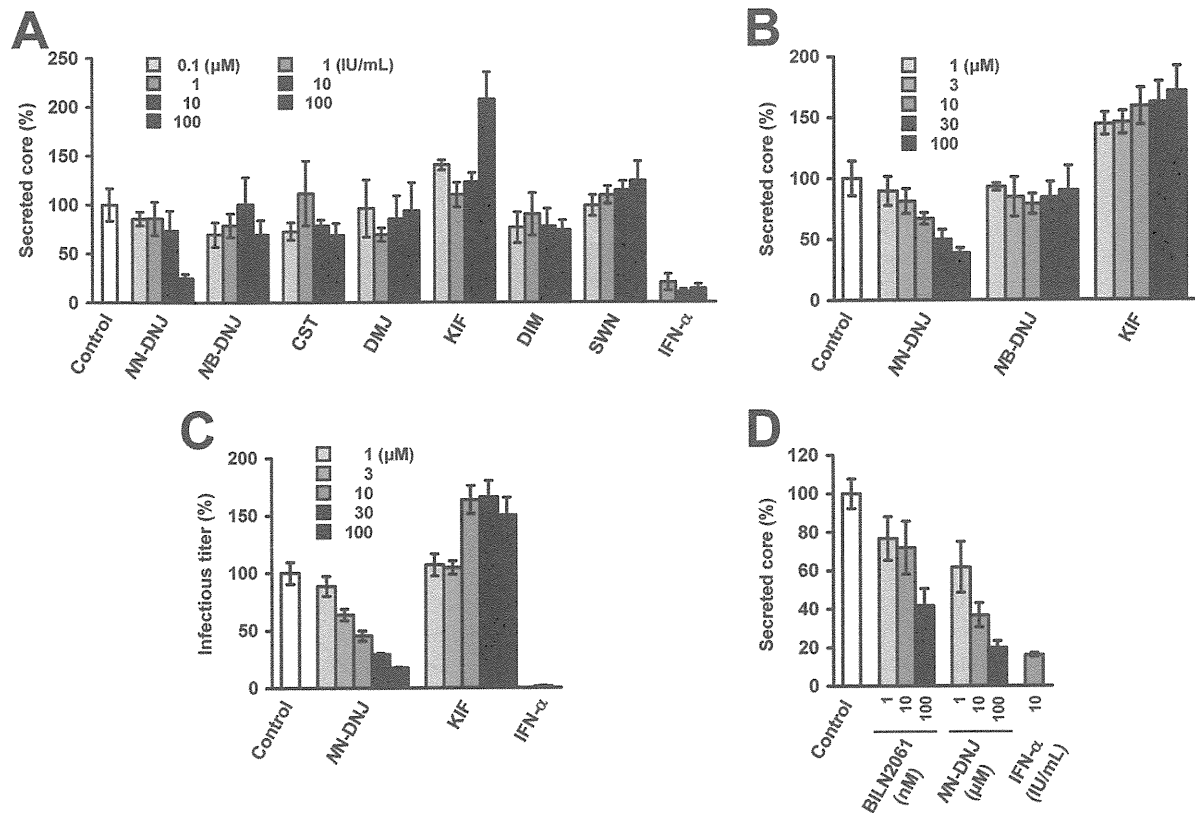 A
Secreted core (%)
250
200
150
100
50
0
0.1 (µM)
1
10
100
1 (IU/mL)
10
100
Control
NN-DNJ
NB-DNJ
CST
DMJ
KIF
DIM
SWN
IFN-α
B
Secreted core (%)
200
150
100
50
0
1 (µM)
3
10
30
100
Control
NN-DNJ
NB-DNJ
KIF
C
Infectious titer (%)
200
150
100
50
0
1 (µM)
3
10
30
100
Control
NN-DNJ
KIF
IFN-α
D
Secreted core (%)
120
100
80
60
40
20
0
1 10 100
1 10 100
10
Control
BILN2061
(nM)
NN-DNJ
(µM)
IFN-α
(IU/mL)